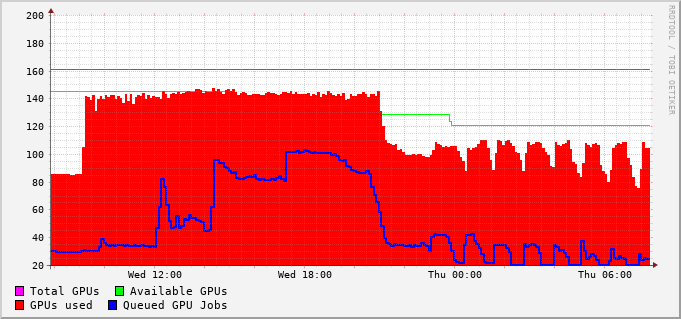 200
180
160
140
120
100
80
60
40
20
Wed 12:00 Wed 18:00 Thu 00:00 Thu 06:00
Total GPUs Available GPUs
GPUs used Queued GPU Jobs
RRDTOOL / TOBI OETIKER